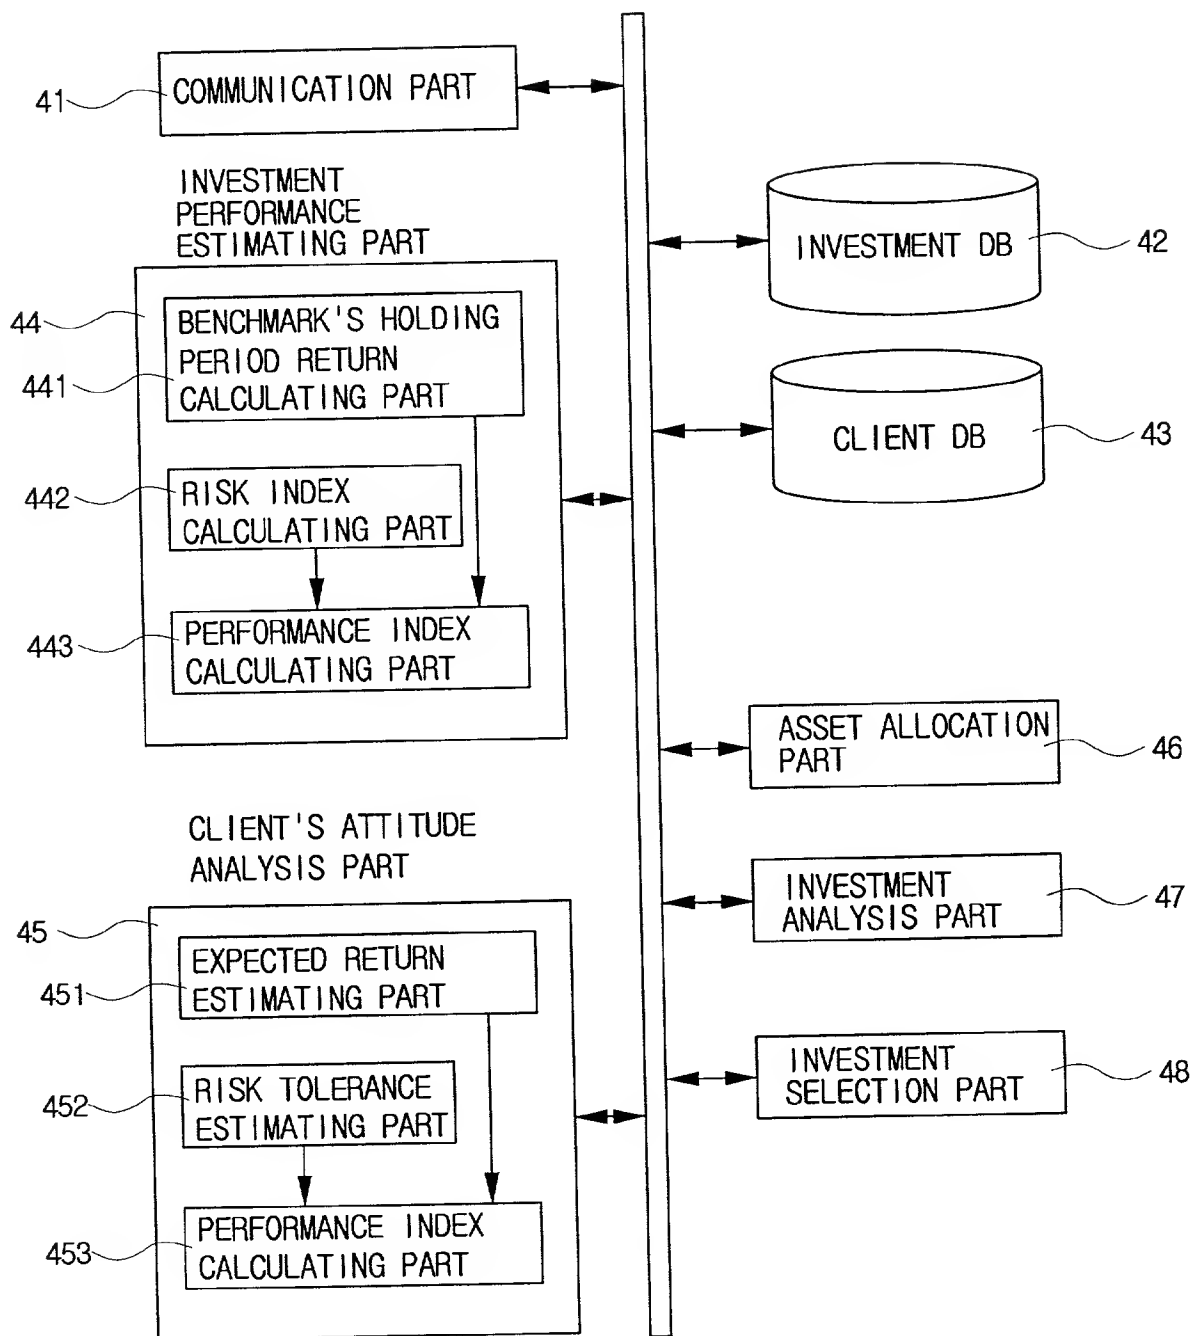 41
COMMUNICATION PART
INVESTMENT
PERFORMANCE
ESTIMATING PART
44
BENCHMARK'S HOLDING
PERIOD RETURN
CALCULATING PART
441
442
RISK INDEX
CALCULATING PART
443
PERFORMANCE INDEX
CALCULATING PART
CLIENT'S ATTITUDE
ANALYSIS PART
45
EXPECTED RETURN
ESTIMATING PART
451
RISK TOLERANCE
ESTIMATING PART
452
PERFORMANCE INDEX
CALCULATING PART
453
INVESTMENT DB
42
CLIENT DB
43
ASSET ALLOCATION
PART
46
INVESTMENT
ANALYSIS PART
47
INVESTMENT
SELECTION PART
48